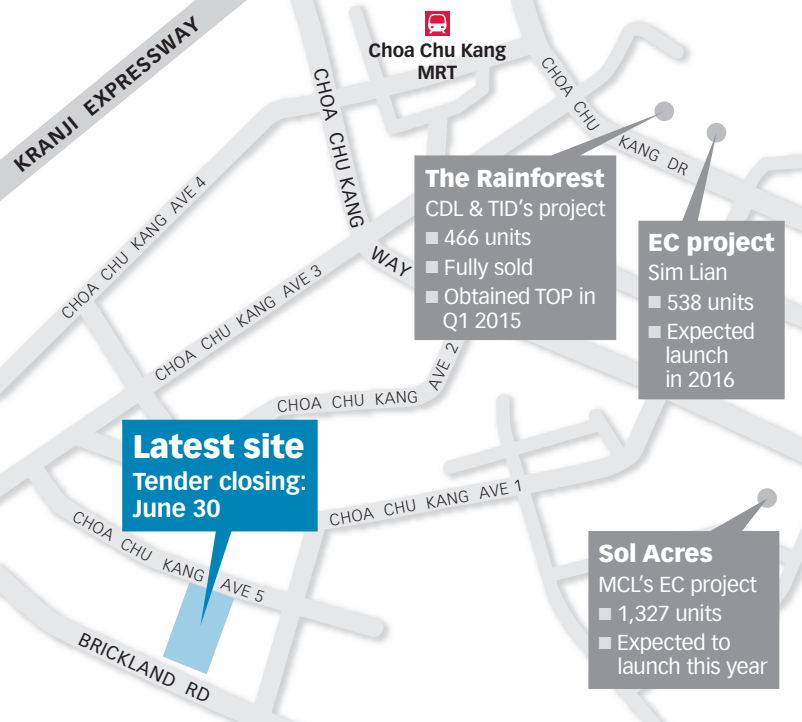 KRANJI EXPRESSWAY
Choa Chu Kang
MRT
CHOA CHU KANG
WAY
CHOA CHU KANG DR
CHOA CHU KANG AVE 4
CHOA CHU KANG AVE 3
The Rainforest
CDL & TID’s project
■ 466 units
■ Fully sold
■ Obtained TOP in
Q1 2015
EC project
Sim Lian
■ 538 units
■ Expected
launch
in 2016
CHOA CHU KANG AVE 2
Latest site
Tender closing:
June 30
CHOA CHU KANG AVE 1
CHOA CHU KANG AVE 5
BRICKLAND RD
Sol Acres
MCL’s EC project
■ 1,327 units
■ Expected to
launch this year